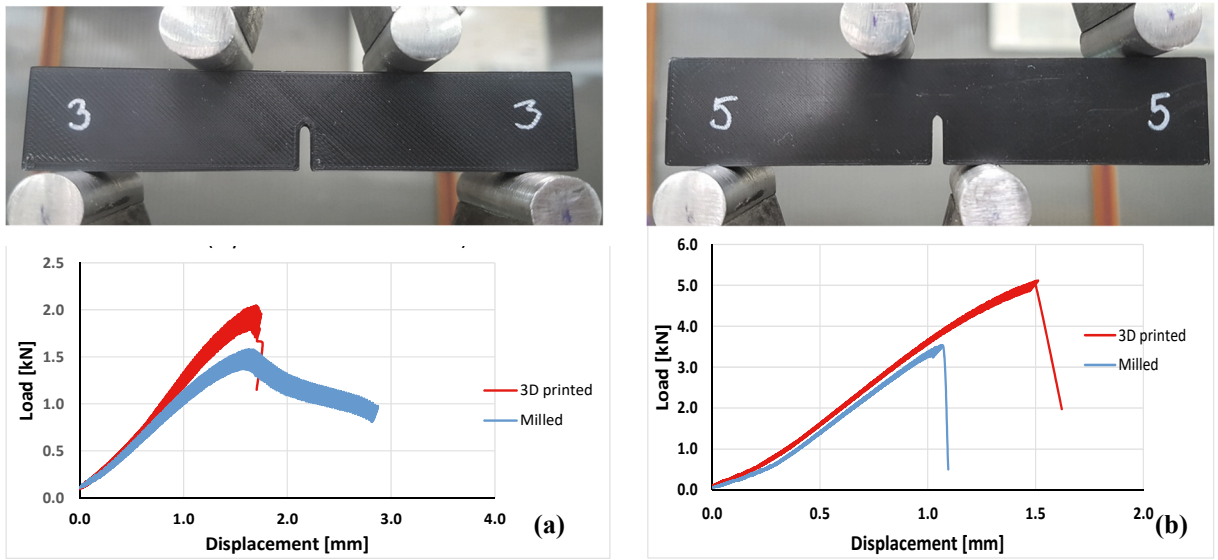 3 3
5 5
2.5
2.0
1.5
1.0
0.5
0.0
Load [kN]
3D printed
Milled
0.0 1.0 2.0 3.0 4.0
Displacement [mm]
(a)
6.0
5.0
4.0
3.0
2.0
1.0
0.0
Load [kN]
3D printed
Milled
0.0 0.5 1.0 1.5 2.0
Displacement [mm]
(b)